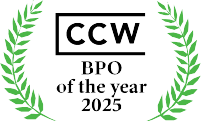 CCW
BPO
of the year
2025